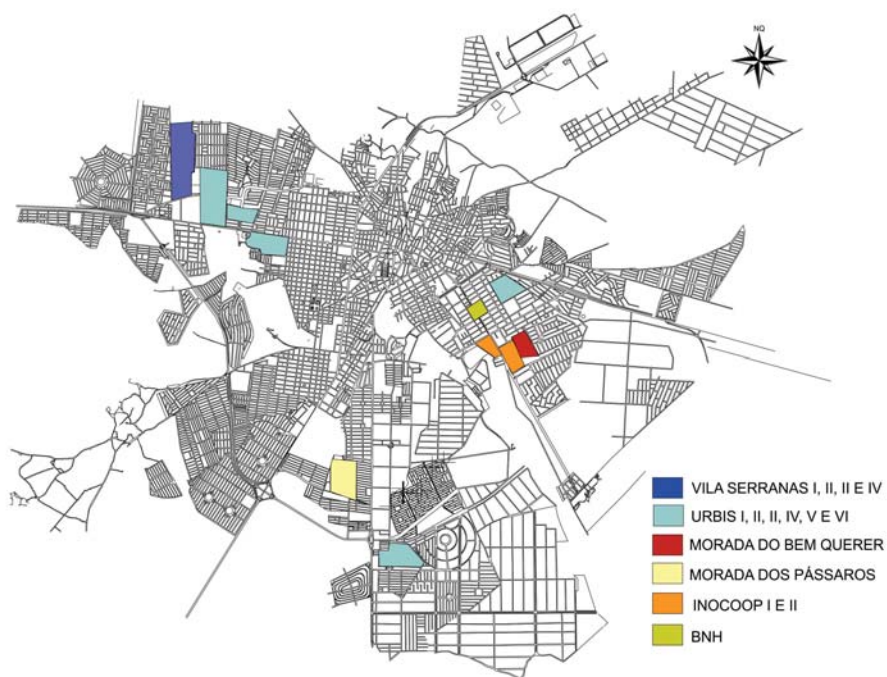 NQ
VILA SERRANAS I, II, II E IV
URBIS I, II, II, IV, V E VI
MORADA DO BEM QUERER
MORADA DOS PÁSSAROS
INOCOOP I E II
BNH